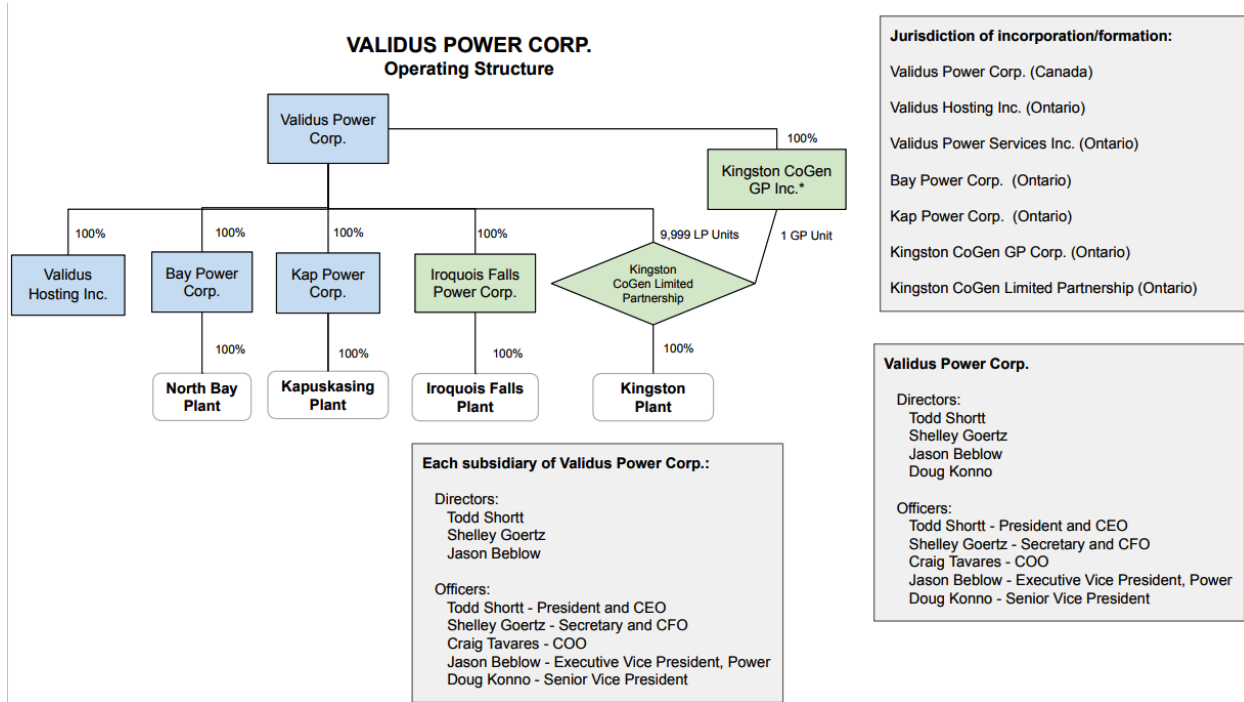 VALIDUS POWER CORP.
Operating Structure
Validus Power
Corp.
100%
Kingston CoGen
GP Inc.*
100%
100%
100%
100%
9,999 LP Units
1 GP Unit
Validus
Hosting Inc.
Bay Power
Corp.
Kap Power
Corp.
Iroquois Falls
Power Corp.
Kingston
CoGen Limited
Partnership
100%
100%
100%
100%
North Bay
Plant
Kapuskasing
Plant
Iroquois Falls
Plant
Kingston
Plant
Each subsidiary of Validus Power Corp.:
Directors:
Todd Shortt
Shelley Goertz
Jason Beblow
Officers:
Todd Shortt - President and CEO
Shelley Goertz - Secretary and CFO
Craig Tavares - COO
Jason Beblow - Executive Vice President, Power
Doug Konno - Senior Vice President
Jurisdiction of incorporation/formation:
Validus Power Corp. (Canada)
Validus Hosting Inc. (Ontario)
Validus Power Services Inc. (Ontario)
Bay Power Corp. (Ontario)
Kap Power Corp. (Ontario)
Kingston CoGen GP Corp. (Ontario)
Kingston CoGen Limited Partnership (Ontario)
Validus Power Corp.
Directors:
Todd Shortt
Shelley Goertz
Jason Beblow
Doug Konno
Officers:
Todd Shortt - President and CEO
Shelley Goertz - Secretary and CFO
Craig Tavares - COO
Jason Beblow - Executive Vice President, Power
Doug Konno - Senior Vice President